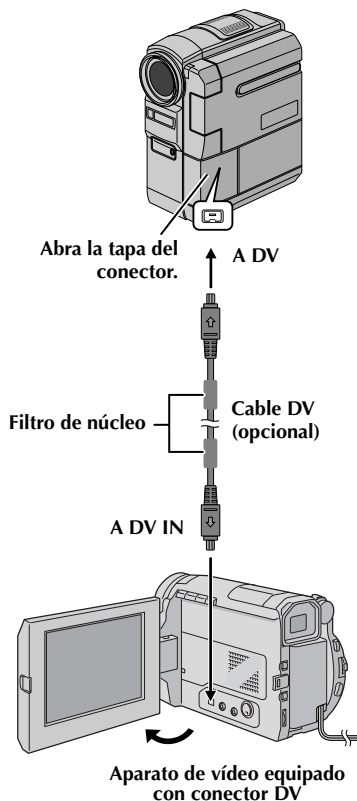 Abra la tapa del
conector.
A DV
Filtro de núcleo
Cable DV
(opcional)
A DV IN
Aparato de vídeo equipado
con conector DV